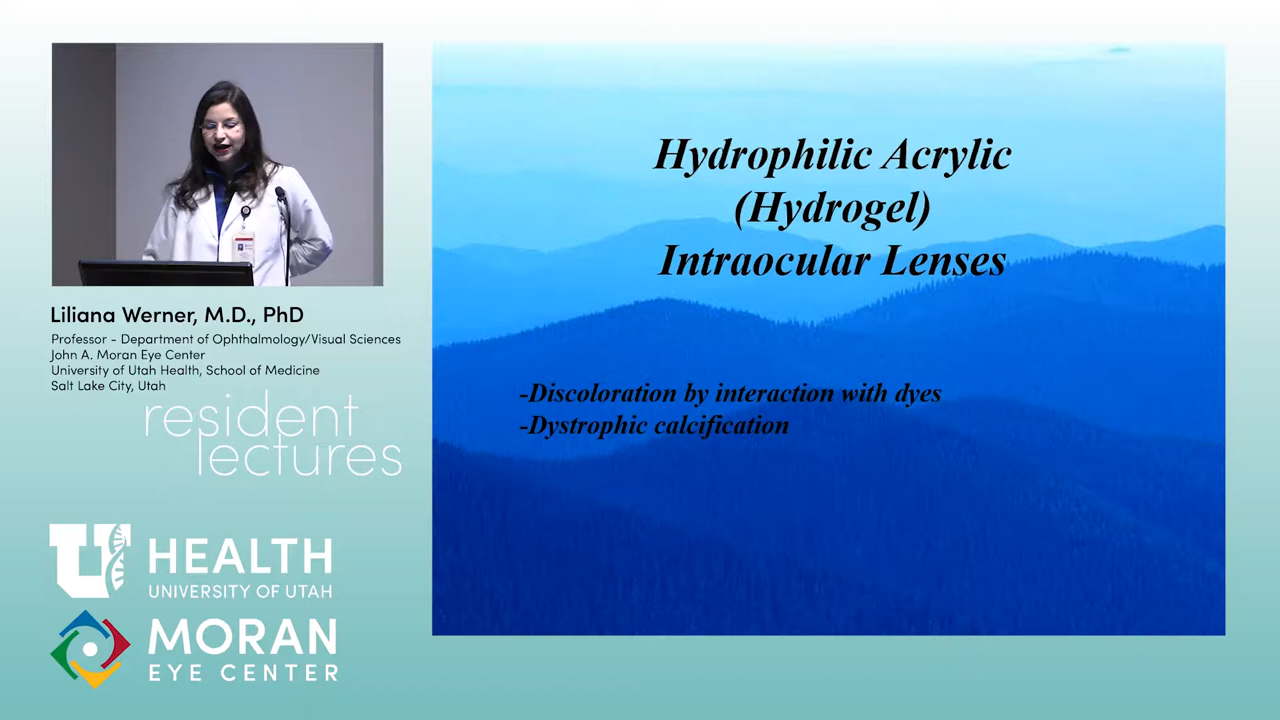 Liliana Werner, M.D., PhD
Professor - Department of Ophthalmology/Visual Sciences
John A. Moran Eye Center
University of Utah Health, School of Medicine
Salt Lake City, Utah
resident
lectures
U HEALTH
UNIVERSITY OF UTAH
MORAN
EYE CENTER
Hydrophilic Acrylic
(Hydrogel)
Intraocular Lenses
-Discoloration by interaction with dyes
-Dystrophic calcification